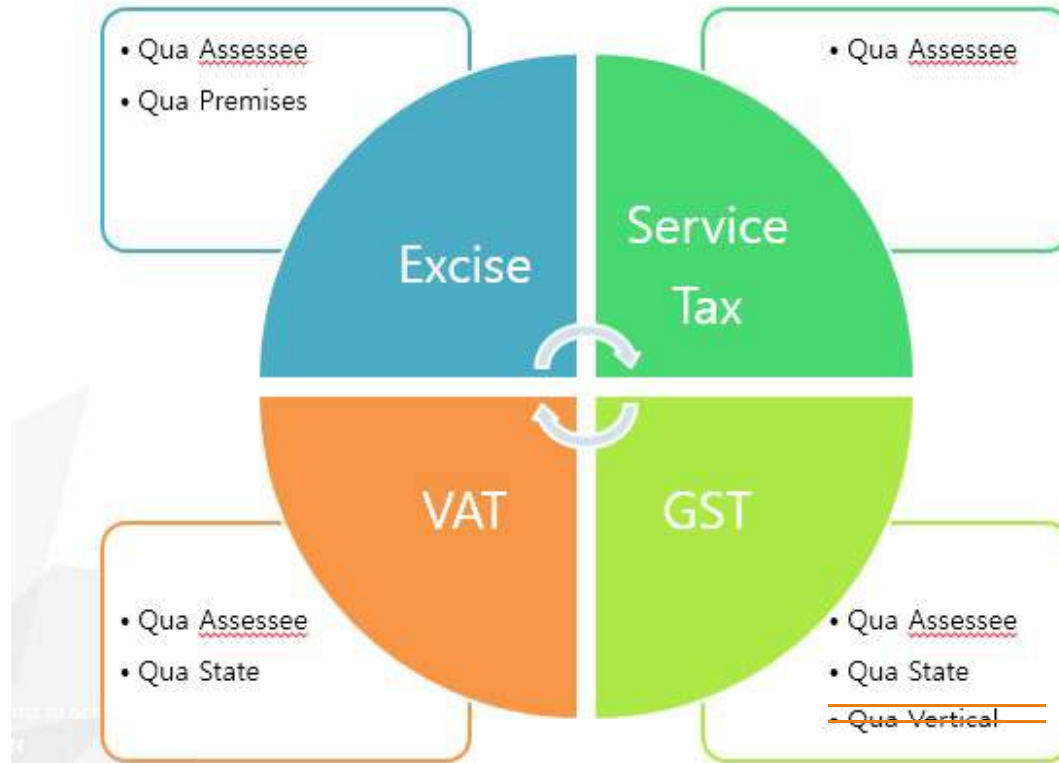 • Qua Assessee
• Qua Premises
• Qua Assessee
Excise
Service
Tax
VAT
GST
• Qua Assessee
• Qua State
• Qua Assessee
• Qua State
• Qua Vertical